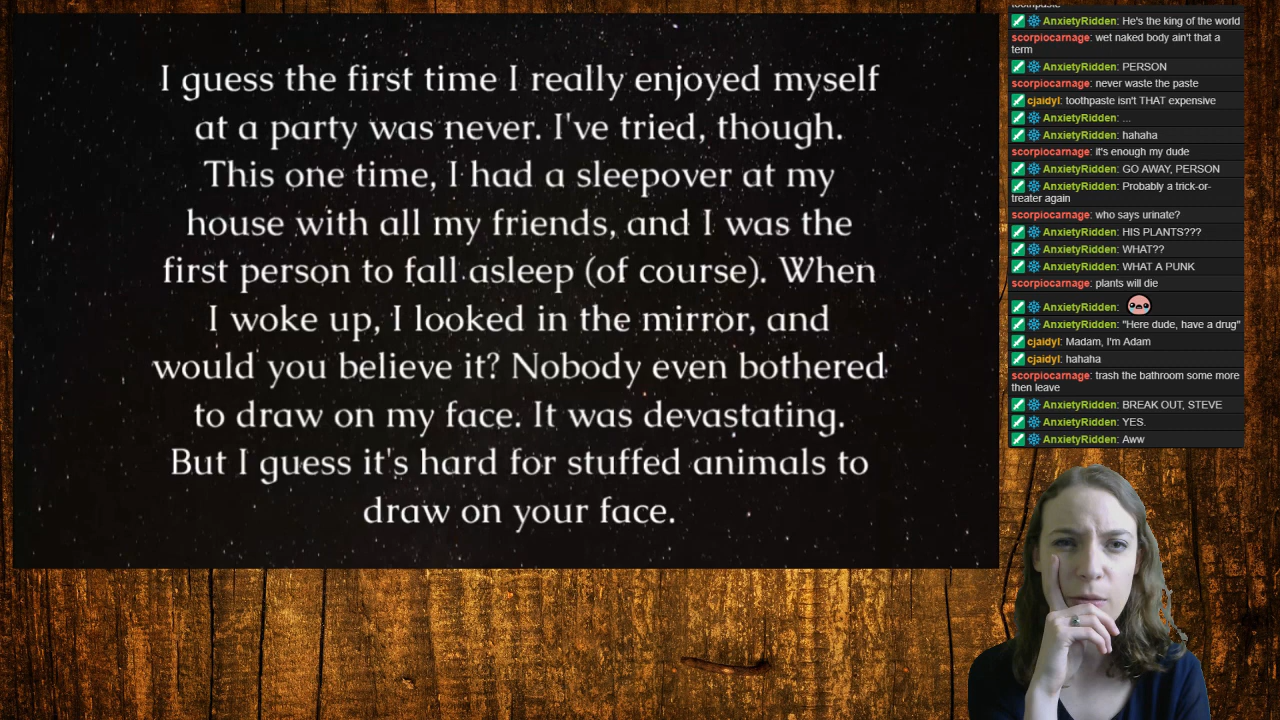 I guess the first time I really enjoyed myself
at a party was never. I've tried, though.
This one time, I had a sleepover at my
house with all my friends, and I was the
first person to fall asleep (of course). When
I woke up, I looked in the mirror, and
would you believe it? Nobody even bothered
to draw on my face. It was devastating.
But I guess it's hard for stuffed animals to
draw on your face.
toothpaste
AnxietyRidden: He's the king of the world
scorpiocarnage: wet naked body ain't that a
term
AnxietyRidden: PERSON
scorpiocarnage: never waste the paste
cjaidyl: toothpaste isn't THAT expensive
AnxietyRidden: ...
AnxietyRidden: hahaha
scorpiocarnage: it's enough my dude
AnxietyRidden: GO AWAY, PERSON
AnxietyRidden: Probably a trick-or-
treater again
scorpiocarnage: who says urinate?
AnxietyRidden: HIS PLANTS???
AnxietyRidden: WHAT??
AnxietyRidden: WHAT A PUNK
scorpiocarnage: plants will die
AnxietyRidden:
AnxietyRidden: "Here dude, have a drug"
cjaidyl: Madam, I'm Adam
cjaidyl: hahaha
scorpiocarnage: trash the bathroom some more
then leave
AnxietyRidden: BREAK OUT, STEVE
AnxietyRidden: YES.
AnxietyRidden: Aww